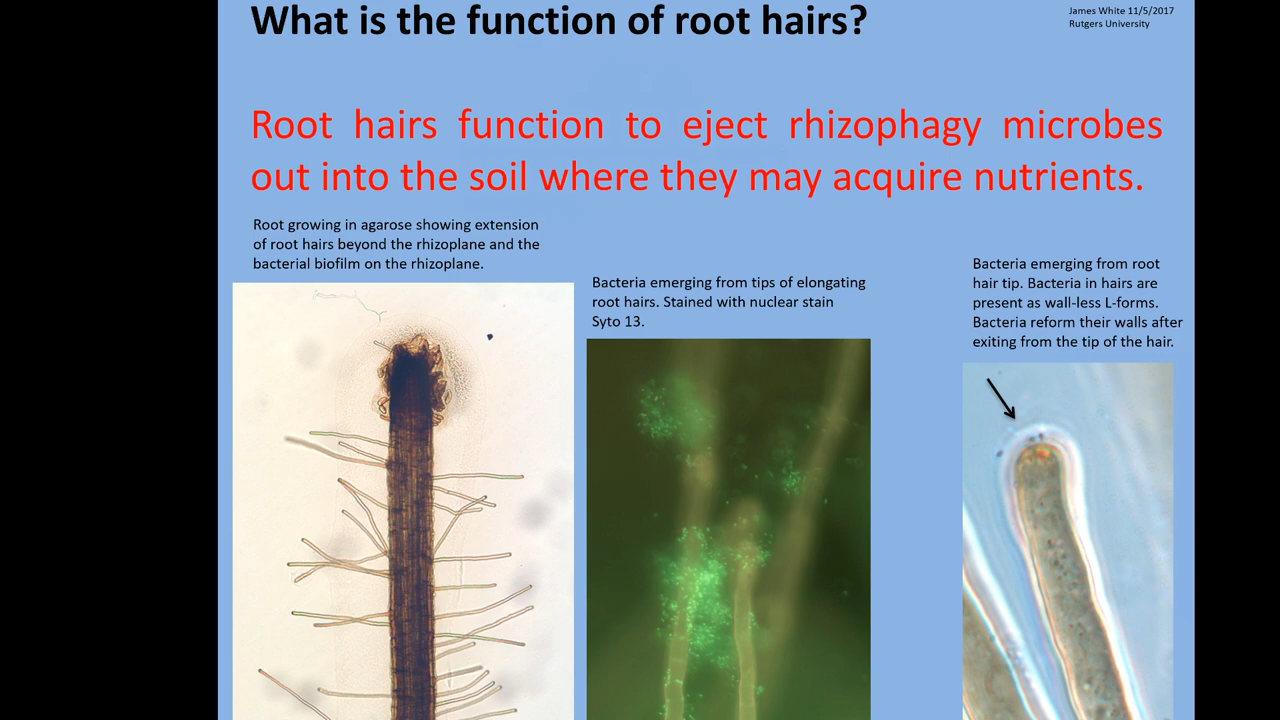 What is the function of root hairs?
James White 11/5/2017
Rutgers University
Root hairs function to eject rhizophagy microbes
out into the soil where they may acquire nutrients.
Root growing in agarose showing extension
of root hairs beyond the rhizoplane and the
bacterial biofilm on the rhizoplane.
Bacteria emerging from tips of elongating
root hairs. Stained with nuclear stain
Syto 13.
Bacteria emerging from root
hair tip. Bacteria in hairs are
present as wall-less L-forms.
Bacteria reform their walls after
exiting from the tip of the hair.